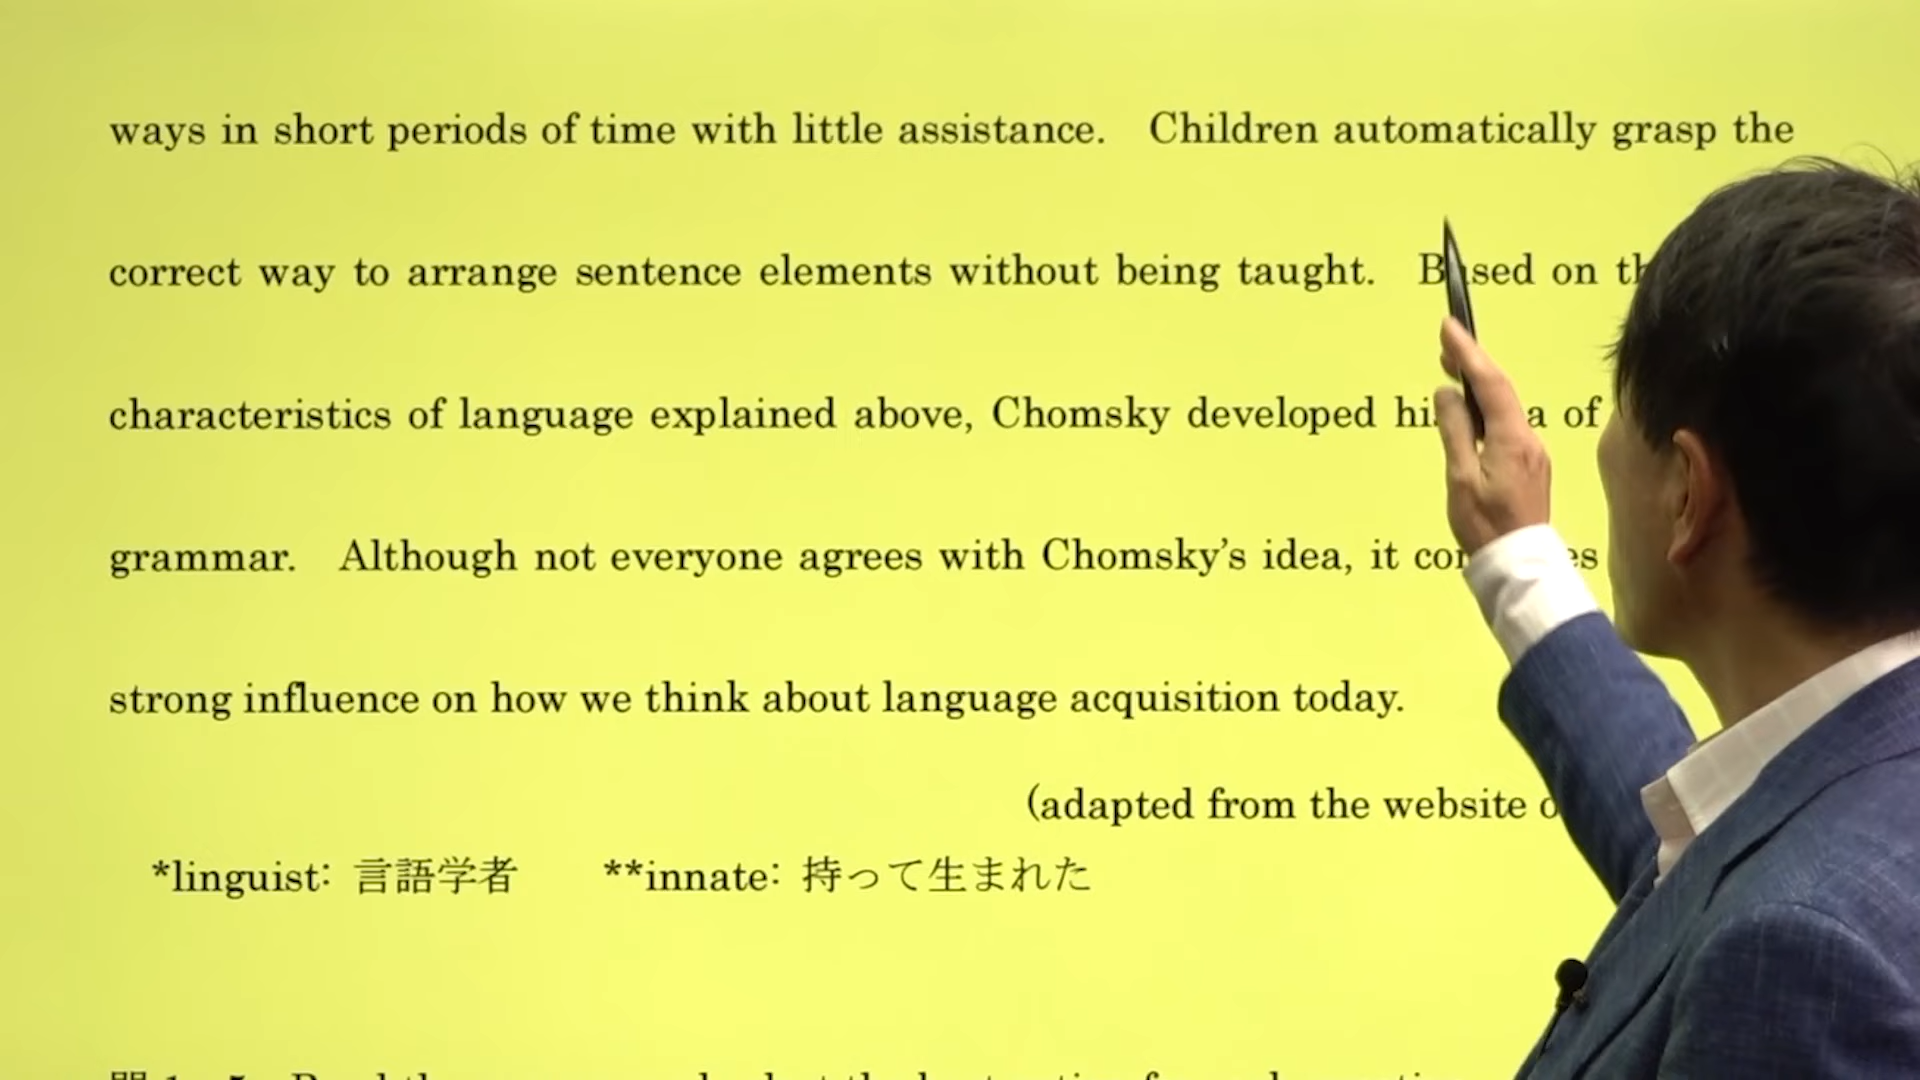 ways in short periods of time with little assistance. Children automatically grasp the
correct way to arrange sentence elements without being taught. Based on
characteristics of language explained above, Chomsky developed of
grammar. Although not everyone agrees with Chomsky’s idea, it
strong influence on how we think about language acquisition today.
(adapted from the website
*linguist: 言語学者 **innate: 持って生まれた